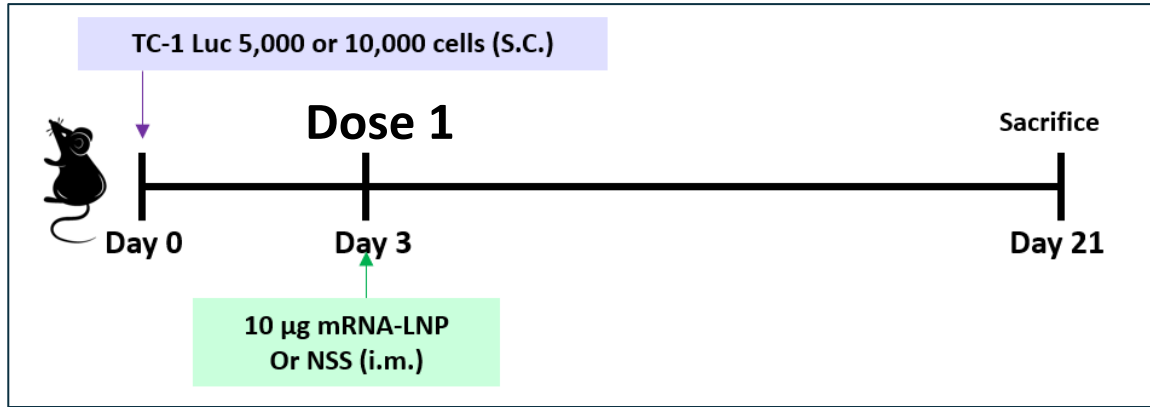 TC-1 Luc 5,000 or 10,000 cells (S.C.)
Dose 1
Sacrifice
Day 0
Day 3
Day 21
10 µg mRNA-LNP
Or NSS (i.m.)